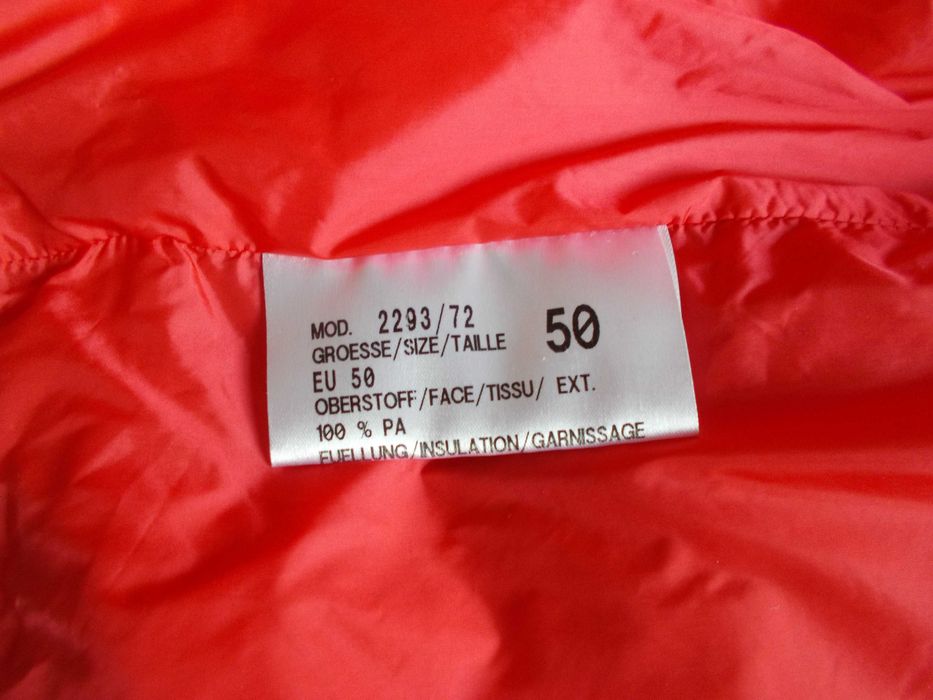 MOD. 2293/72 50
GROESSE/SIZE/TAILLE
EU 50
OBERSTOFF/FACE/TISSU/ EXT.
100 % PA
FUELLUNG/INSULATION/GARNISSAGE